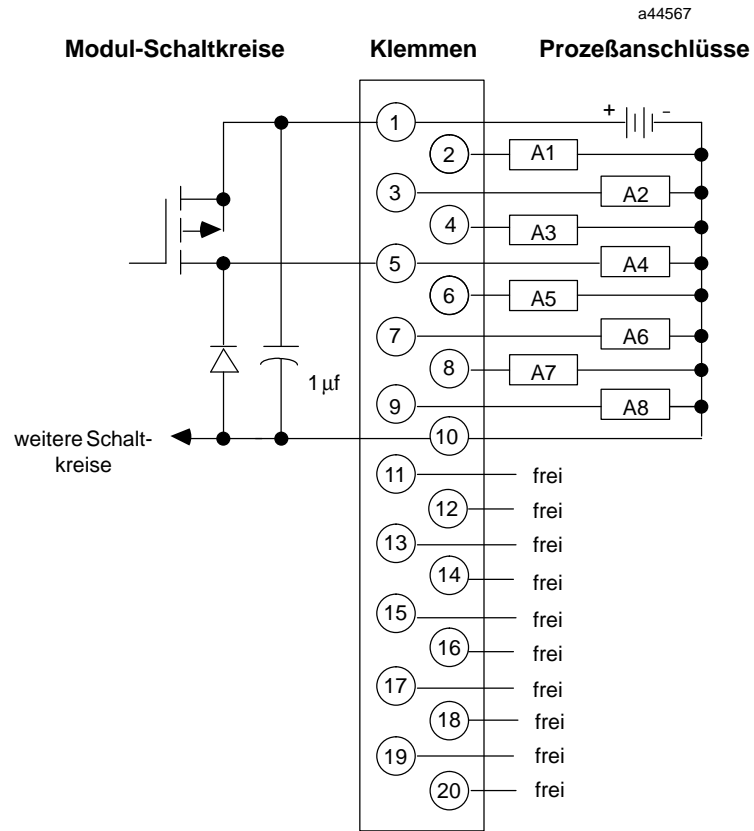 a44567
Modul-Schaltkreise Klemmen Prozeßanschlüsse
1 + -
2 A1
3 A2
4 A3
5 A4
6 A5
7 A6
8 A7
1 µf
9 A8
weitere Schalt-
kreise
10
11 frei
12 frei
13 frei
14 frei
15 frei
16 frei
17 frei
18 frei
19 frei
20 frei